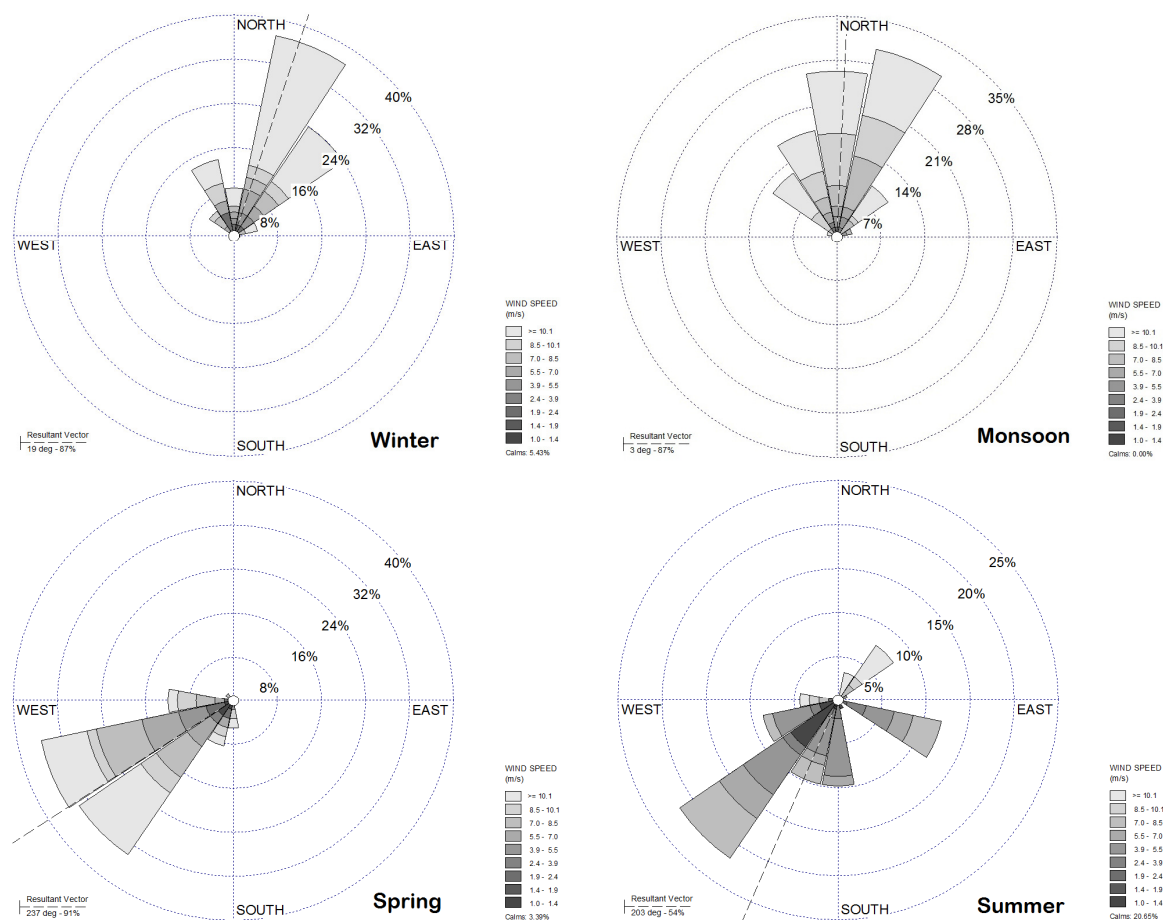 NORTH
40%
32%
24%
16%
8%
WEST
EAST
SOUTH
WIND SPEED
(m/s)
>= 10.1
8.5 - 10.1
7.0 - 8.5
5.5 - 7.0
3.9 - 5.5
2.4 - 3.9
1.9 - 2.4
1.4 - 1.9
1.0 - 1.4
Calms: 5.43%
Resultant Vector
19 deg - 87%
Winter
NORTH
35%
28%
21%
14%
7%
WEST
EAST
SOUTH
WIND SPEED
(m/s)
>= 10.1
8.5 - 10.1
7.0 - 8.5
5.5 - 7.0
3.9 - 5.5
2.4 - 3.9
1.9 - 2.4
1.4 - 1.9
1.0 - 1.4
Calms: 0.00%
Resultant Vector
3 deg - 87%
Monsoon
NORTH
40%
32%
24%
16%
8%
WEST
EAST
SOUTH
WIND SPEED
(m/s)
>= 10.1
8.5 - 10.1
7.0 - 8.5
5.5 - 7.0
3.9 - 5.5
2.4 - 3.9
1.9 - 2.4
1.4 - 1.9
1.0 - 1.4
Calms: 3.39%
Resultant Vector
237 deg - 91%
Spring
NORTH
25%
20%
15%
10%
5%
WEST
EAST
SOUTH
WIND SPEED
(m/s)
>= 10.1
8.5 - 10.1
7.0 - 8.5
5.5 - 7.0
3.9 - 5.5
2.4 - 3.9
1.9 - 2.4
1.4 - 1.9
1.0 - 1.4
Calms: 20.65%
Resultant Vector
203 deg - 54%
Summer